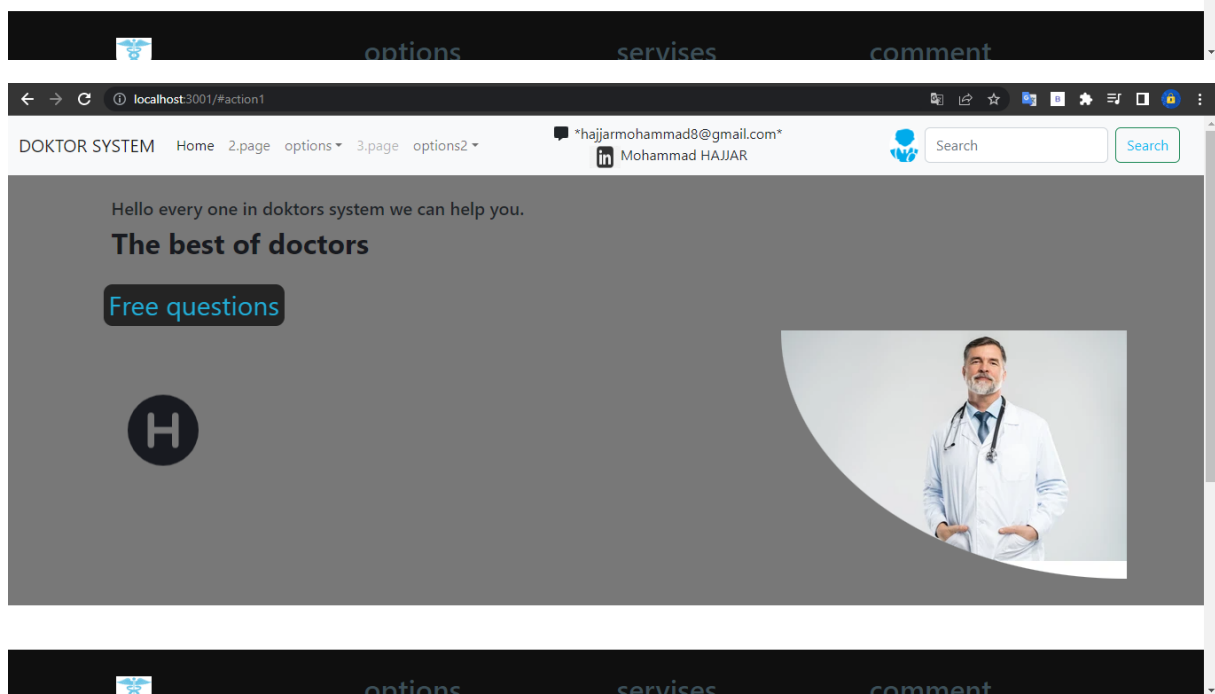 options servises comment
localhost:3001/#action1
DOKTOR SYSTEM Home 2.page options 3.page options2 *hajjarmohammad8@gmail.com* Search Search
in Mohammad HAJJAR
Hello every one in doktors system we can help you.
The best of doctors
Free questions
H
options servises comment